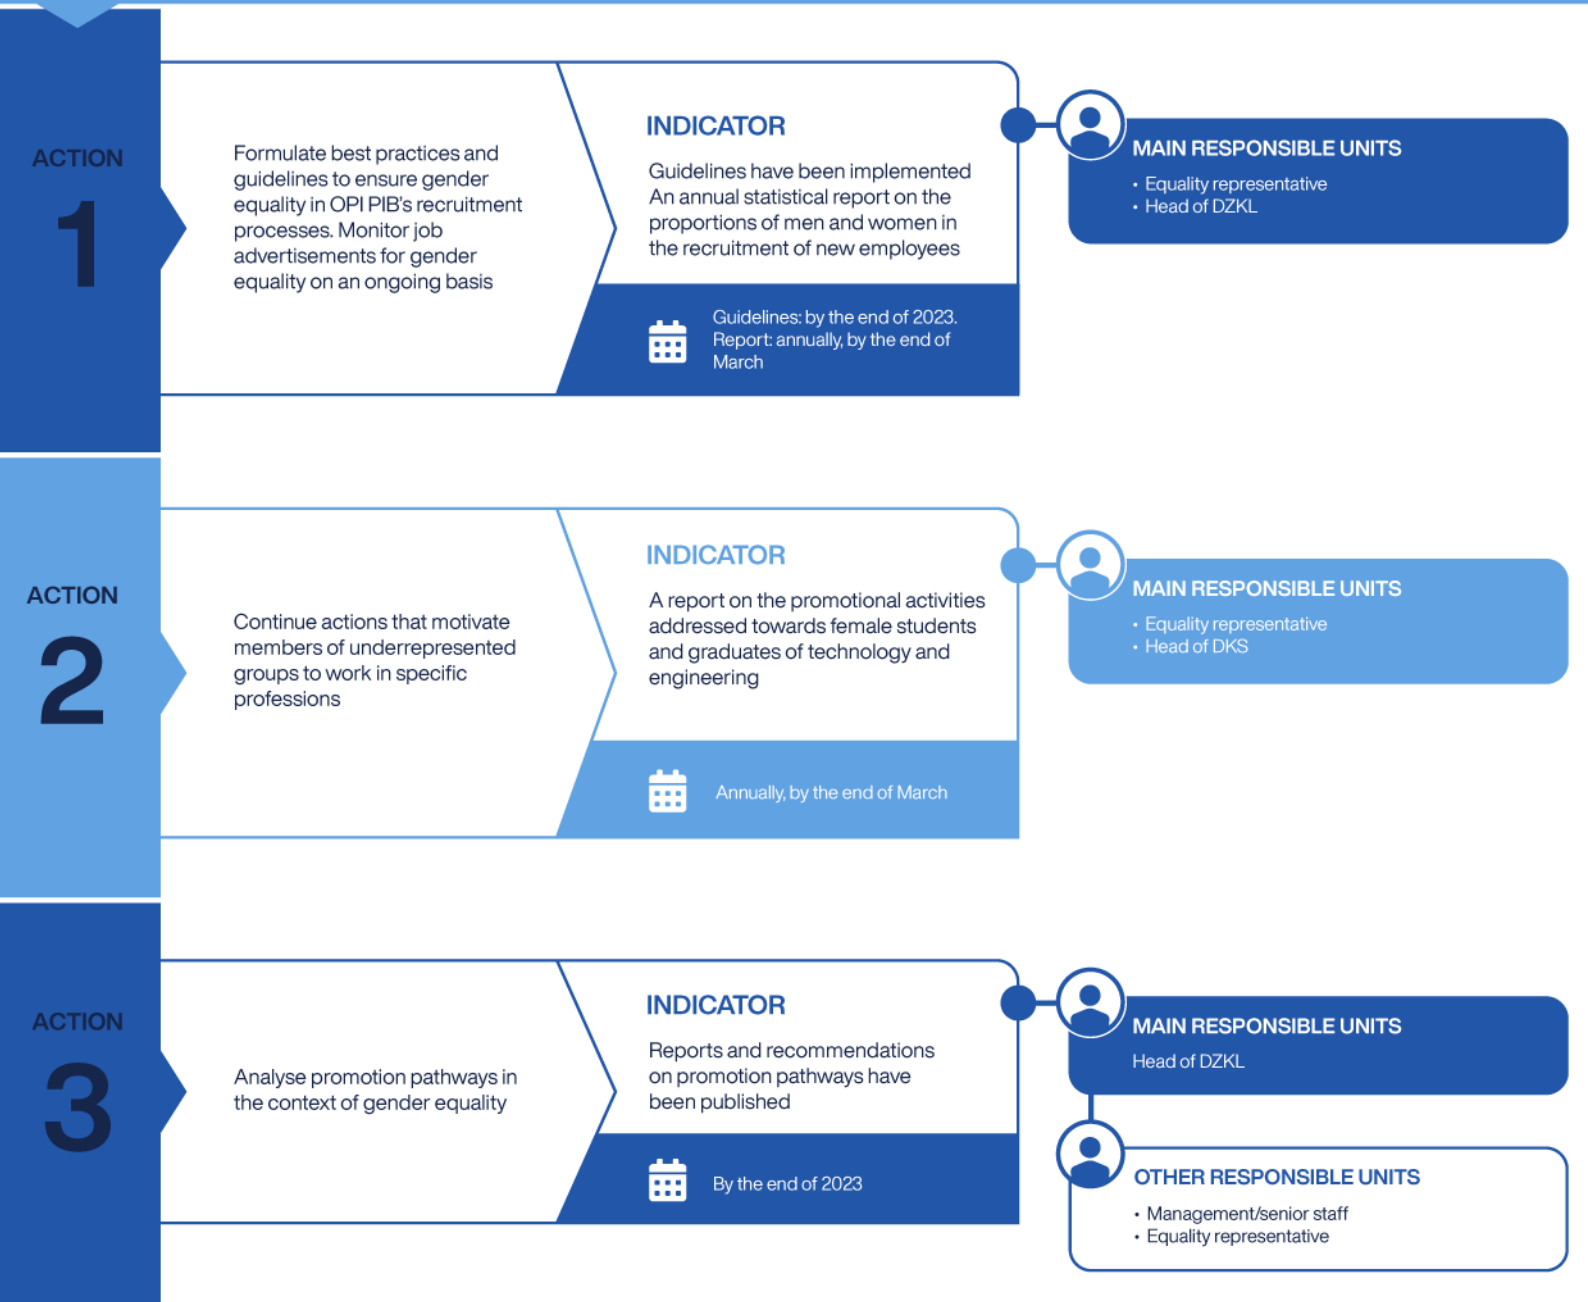 ACTION
1
Formulate best practices and
guidelines to ensure gender
equality in OPI PIB's recruitment
processes. Monitor job
advertisements for gender
equality on an ongoing basis
INDICATOR
Guidelines have been implemented
An annual statistical report on the
proportions of men and women in
the recruitment of new employees
Guidelines: by the end of 2023.
Report: annually, by the end of
March
MAIN RESPONSIBLE UNITS
• Equality representative
• Head of DZKL
ACTION
2
Continue actions that motivate
members of underrepresented
groups to work in specific
professions
INDICATOR
A report on the promotional activities
addressed towards female students
and graduates of technology and
engineering
Annually, by the end of March
MAIN RESPONSIBLE UNITS
• Equality representative
• Head of DKS
ACTION
3
Analyse promotion pathways in
the context of gender equality
INDICATOR
Reports and recommendations
on promotion pathways have
been published
By the end of 2023
MAIN RESPONSIBLE UNITS
Head of DZKL
OTHER RESPONSIBLE UNITS
• Management/senior staff
• Equality representative